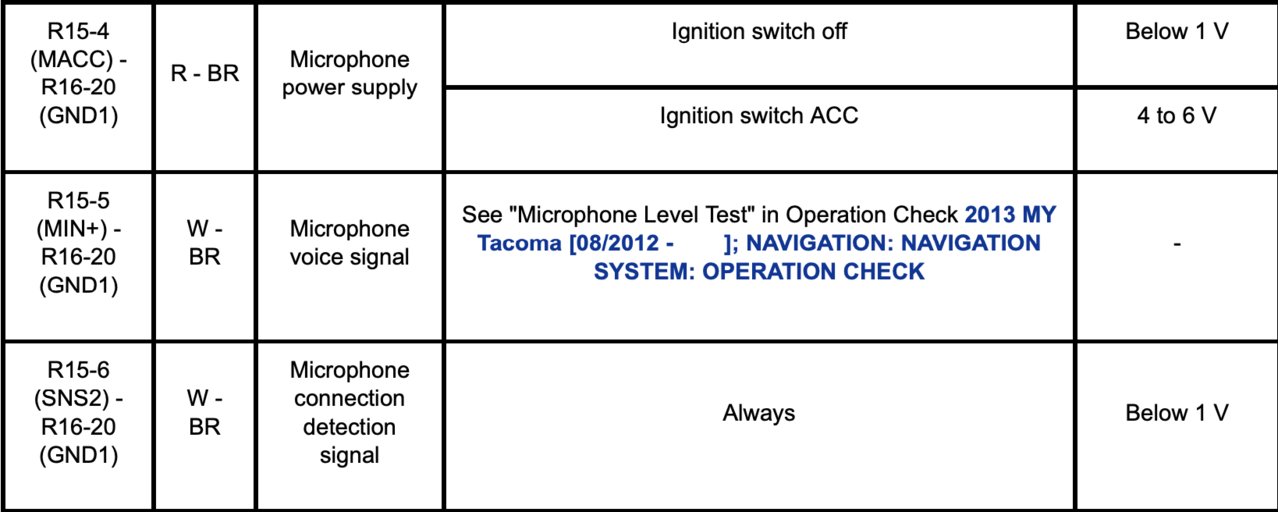 R15-4
(MACC) -
R16-20
(GND1)
R - BR
Microphone
power supply
Ignition switch off
Below 1 V
Ignition switch ACC
4 to 6 V
R15-5
(MIN+) -
R16-20
(GND1)
W -
BR
Microphone
voice signal
See "Microphone Level Test" in Operation Check 2013 MY
Tacoma [08/2012 - ]; NAVIGATION: NAVIGATION
SYSTEM: OPERATION CHECK
-
R15-6
(SNS2) -
R16-20
(GND1)
W -
BR
Microphone
connection
detection
signal
Always
Below 1 V